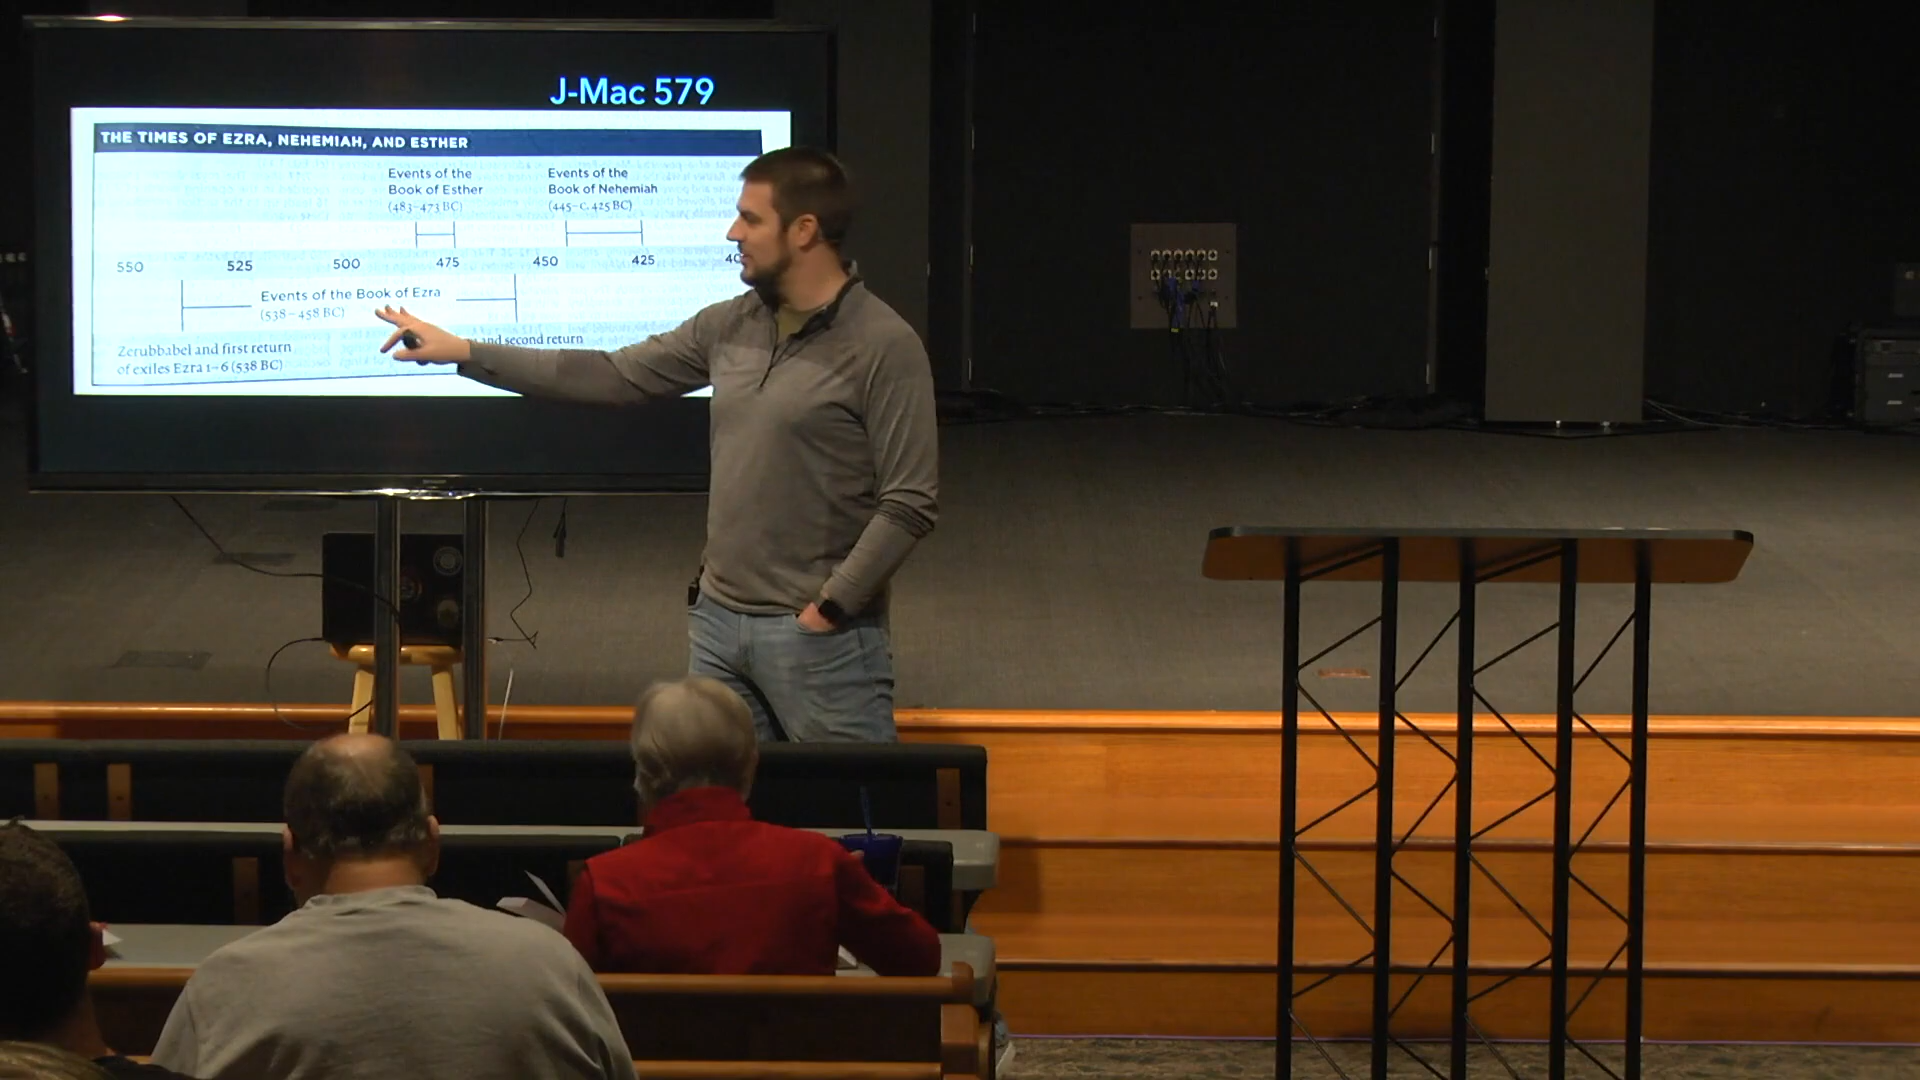 J-Mac 579
THE TIMES OF EZRA, NEHEMIAH, AND ESTHER
Events of the
Book of Esther
(483–473 BC)
Events of the
Book of Nehemiah
(445–C. 425 BC)
550 525 500 475 450 425 40
Events of the Book of Ezra
(538–458 BC)
Zerubbabel and first return
of exiles Ezra 1–6 (538 BC)
and second return